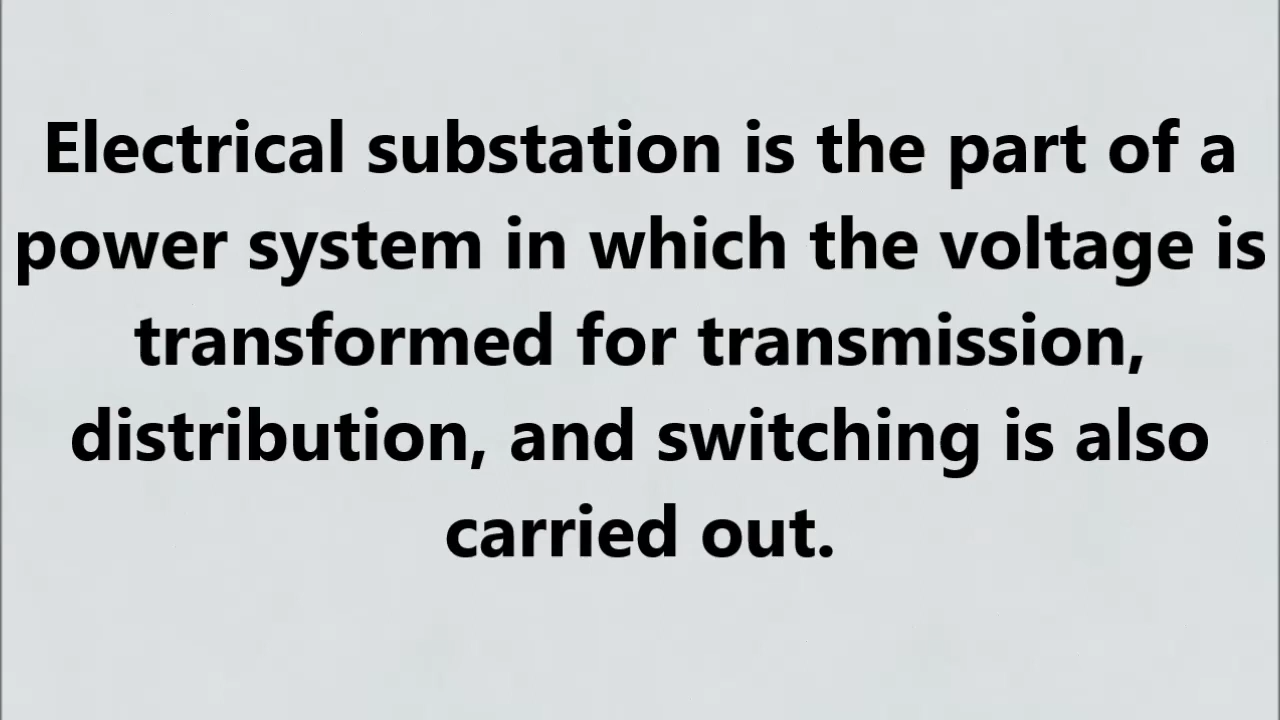 Electrical substation is the part of a
power system in which the voltage is
transformed for transmission,
distribution, and switching is also
carried out.